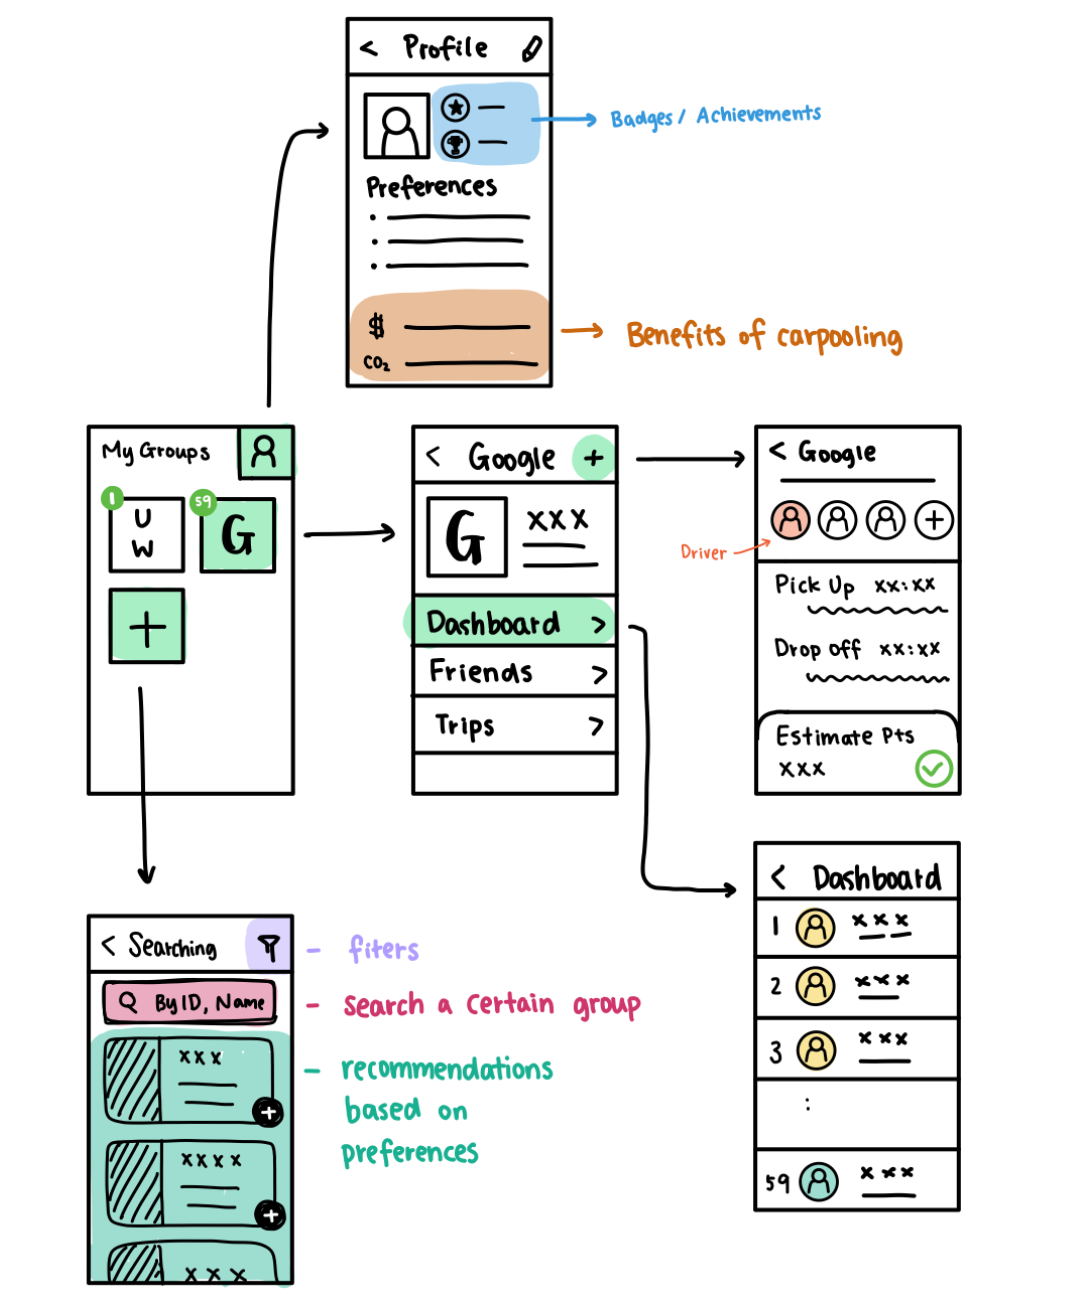 < Profile
Badges / Achievements
Preferences
$
CO₂
Benefits of carpooling
My Groups
1
U
W
59
G
+
< Google +
G
xxx
Dashboard >
Friends >
Trips >
< Google
+
Driver
Pick Up xx:xx
Drop off xx:xx
Estimate Pts
xxx
< Searching
- fiters
By ID, Name
- Search a certain group
xxx
+
- recommendations
based on
preferences
xxxx
+
xxx
< Dashboard
1 xxx
2 xxx
3 xxx
:
59 xxx